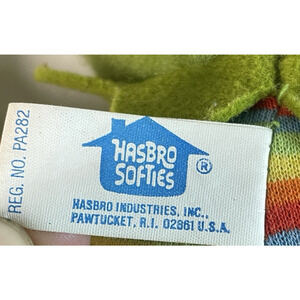 REG. NO. PA282
HASBRO
SOFTIES
®
HASBRO INDUSTRIES, INC.,
PAWTUCKET, R.I. 02861 U.S.A.